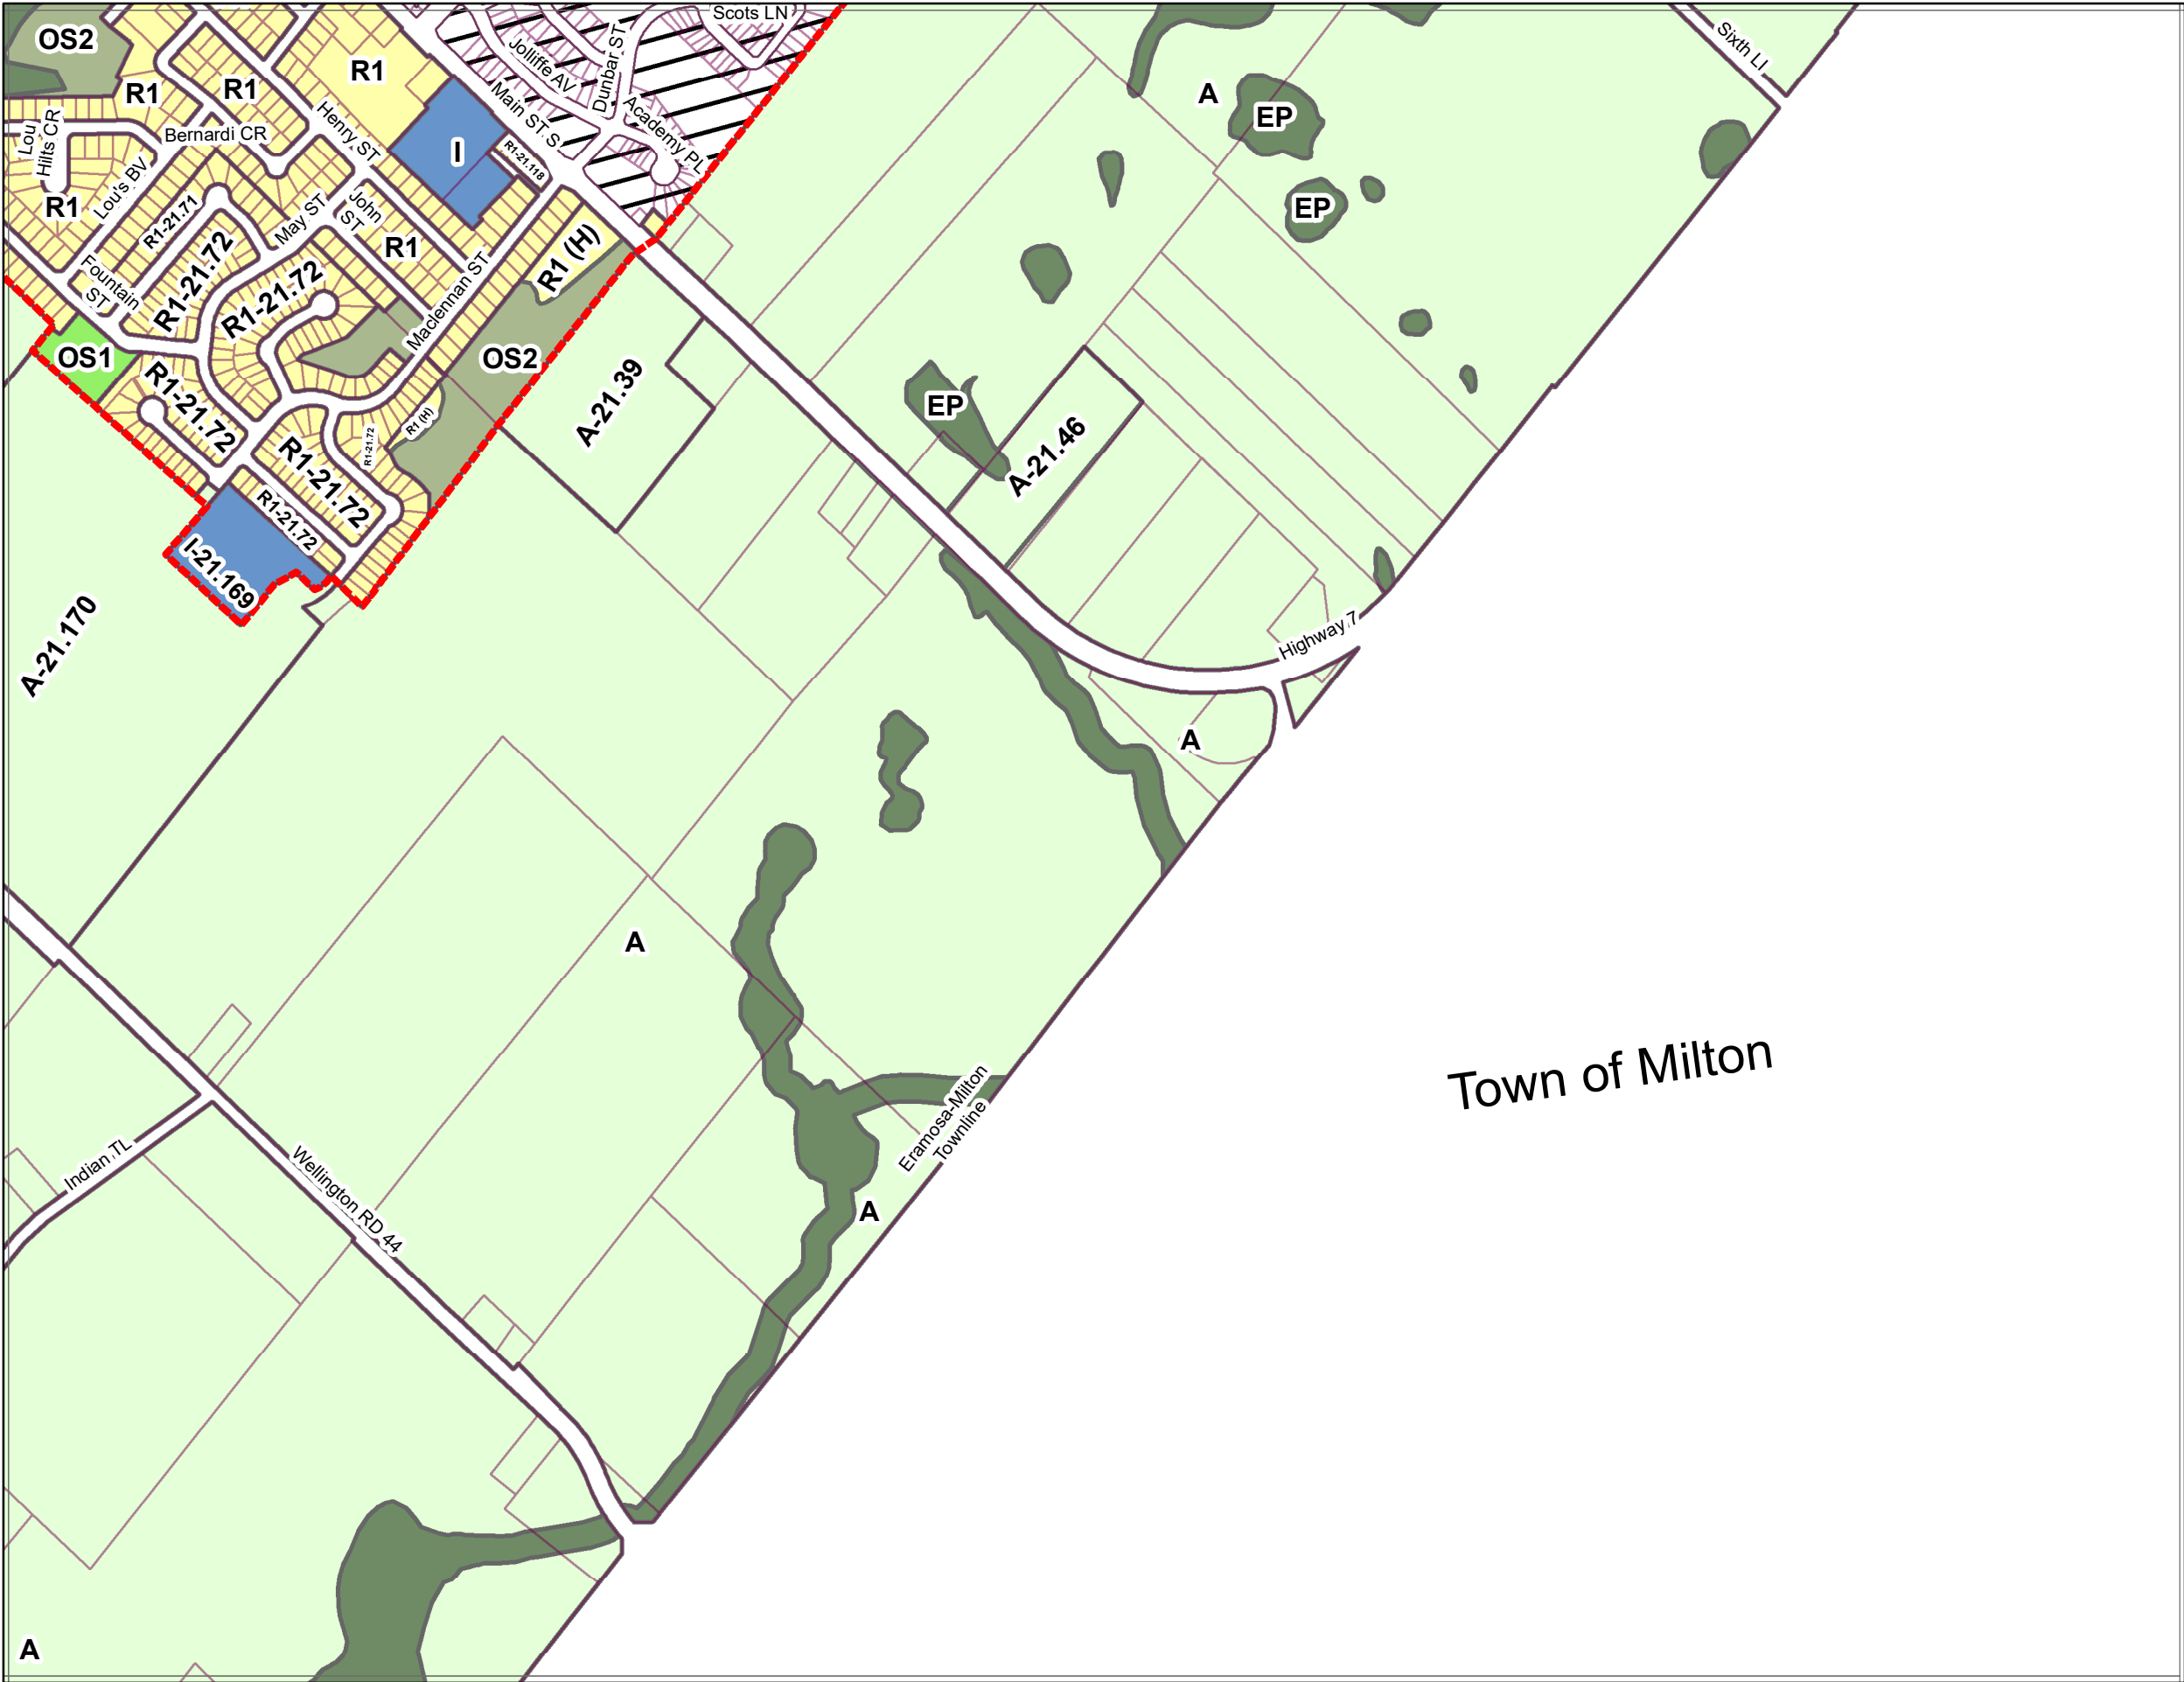 Scots LN
Sixth LI
OS2
R1
R1
R1
Jolliffe AV
Dunbar ST
Main ST S
Academy PL
A
EP
Henry ST
Bernardi CR
Lou
Hilts CR
I
R1-21.118
Lou's BV
R1
R1-21.71
May ST
John
ST
R1
EP
R1 (H)
Fountain
ST
R1-21.72
R1-21.72
Maclennan ST
OS1
OS2
R1-21.72
A-21.39
EP
R1 (H)
R1-21.72
R1-21.72
A-21.46
R1-21.72
I-21.169
A-21.170
Highway 7
A
A
Town of Milton
Eramosa-Milton
Townline
Indian TL
Wellington RD 44
A
A